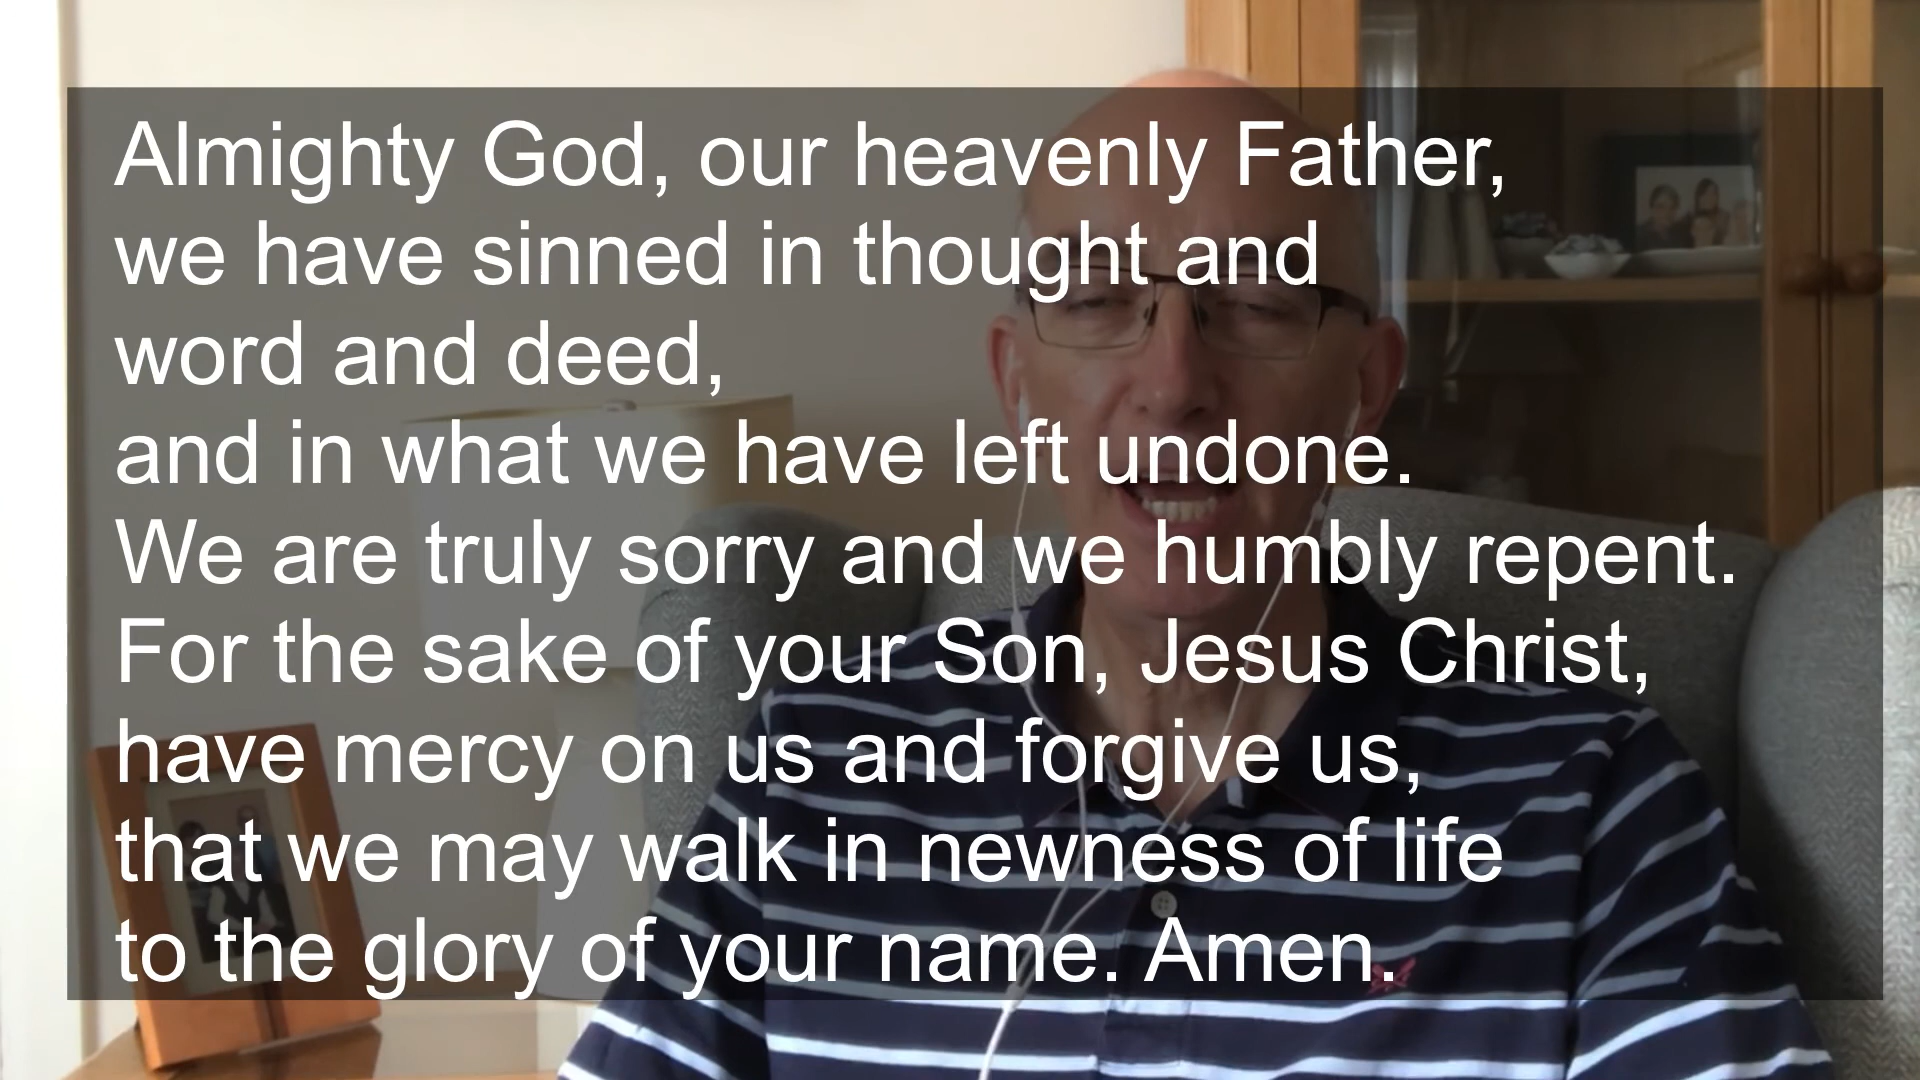 Almighty God, our heavenly Father,
we have sinned in thought and
word and deed,
and in what we have left undone.
We are truly sorry and we humbly repent.
For the sake of your Son, Jesus Christ,
have mercy on us and forgive us,
that we may walk in newness of life
to the glory of your name. Amen.